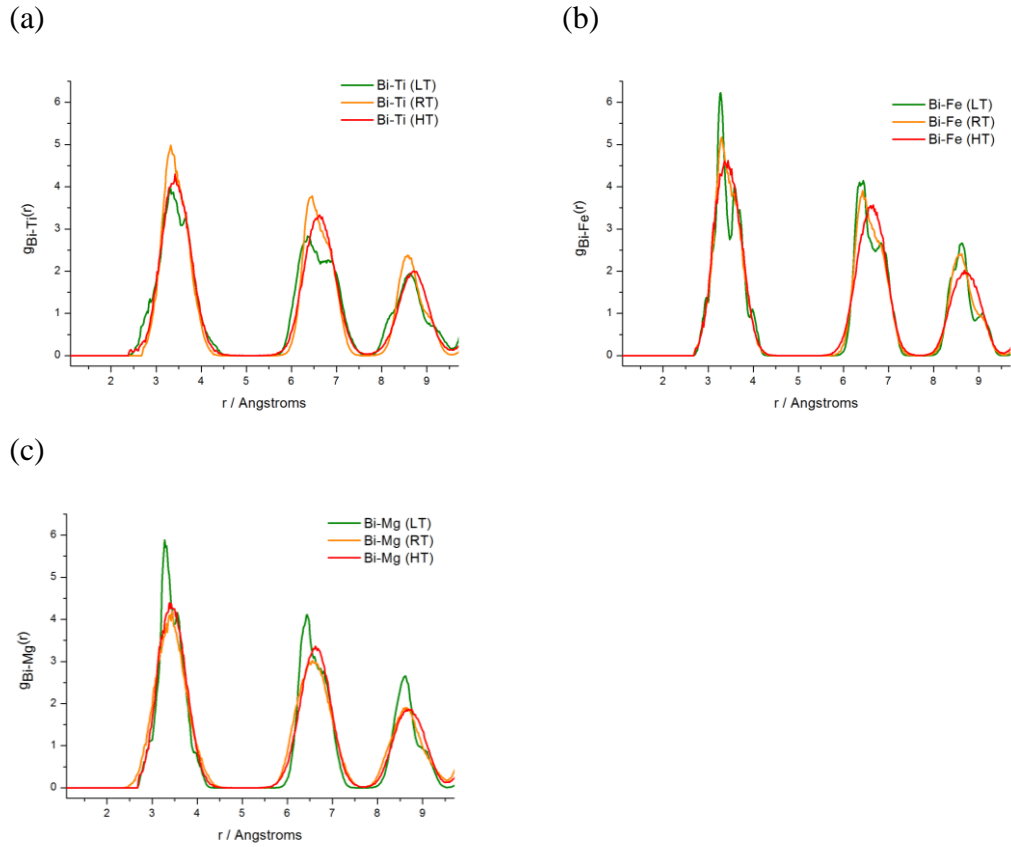 (a)
Bi-Ti (LT)
Bi-Ti (RT)
Bi-Ti (HT)
gBi-Ti(r)
6
5
4
3
2
1
0
2 3 4 5 6 7 8 9
r / Angstroms
(b)
Bi-Fe (LT)
Bi-Fe (RT)
Bi-Fe (HT)
gBi-Fe(r)
6
5
4
3
2
1
0
2 3 4 5 6 7 8 9
r / Angstroms
(c)
Bi-Mg (LT)
Bi-Mg (RT)
Bi-Mg (HT)
gBi-Mg(r)
6
5
4
3
2
1
0
2 3 4 5 6 7 8 9
r / Angstroms